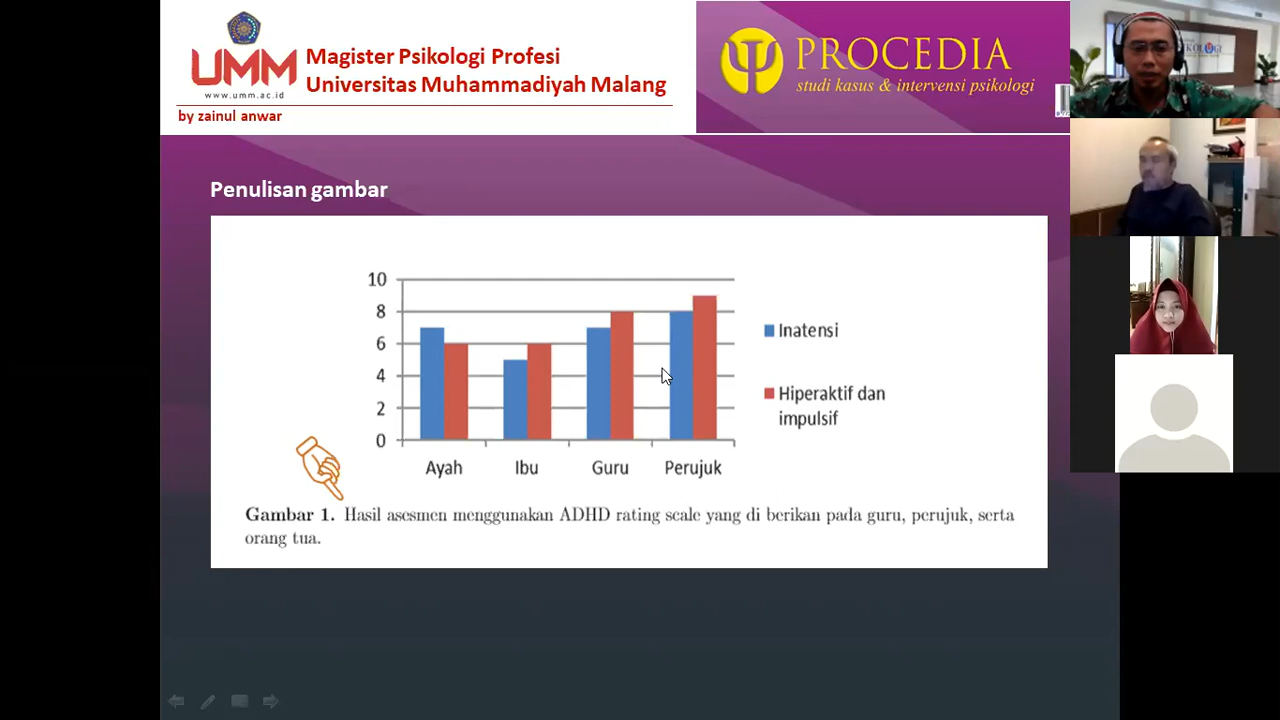 UMM
www.umm.ac.id
Magister Psikologi Profesi
Universitas Muhammadiyah Malang
by zainul anwar
PROCEDIA
studi kasus & intervensi psikologi
Penulisan gambar
10
8
6
4
2
0
Ayah Ibu Guru Perujuk
Inatensi
Hiperaktif dan
impulsif
Gambar 1. Hasil asesmen menggunakan ADHD rating scale yang di berikan pada guru, perujuk, serta
orang tua.